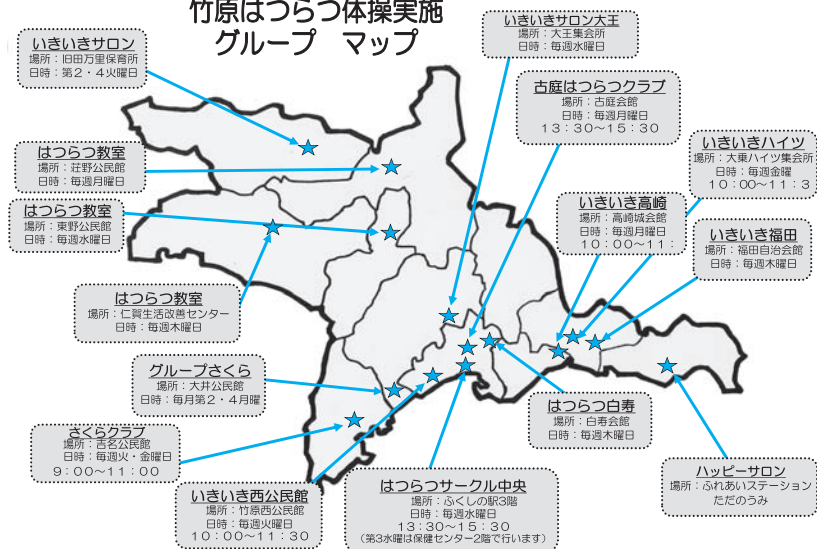 竹原はつらつ体操実施
グループ　マップ
いきいきサロン
場所：旧田万里保育所
日時：第２・４火曜日
はつらつ教室
場所：荘野公民館
日時：毎週月曜日
はつらつ教室
場所：東野公民館
日時：毎週水曜日
はつらつ教室
場所：仁賀生活改善センター
日時：毎週木曜日
グループさくら
場所：大井公民館
日時：毎月第２・４月曜
さくらクラブ
場所：吉名公民館
日時：毎週火・金曜日
９：００～１１：００
いきいき西公民館
場所：竹原西公民館
日時：毎週火曜日
１０：００～１１：３０
はつらつサークル中央
場所：ふくしの駅3階
日時：毎週水曜日
１３：３０～１５：３０
（第3水曜は保健センター2階で行います）
いきいきサロン大王
場所：大王集会所
日時：毎週水曜日
古庭はつらつクラブ
場所：古庭会館
日時：毎週月曜日
１３：３０～１５：３０
いきいきハイツ
場所：大東ハイツ集会所
日時：毎週金曜
１０：００～１１：３
いきいき高崎
場所：高崎城会館
日時：毎週月曜日
１０：００～１１：
いきいき福田
場所：福田自治会館
日時：毎週木曜日
はつらつ白寿
場所：白寿会館
日時：毎週木曜日
ハッピーサロン
場所：ふれあいステーション
ただのうみ